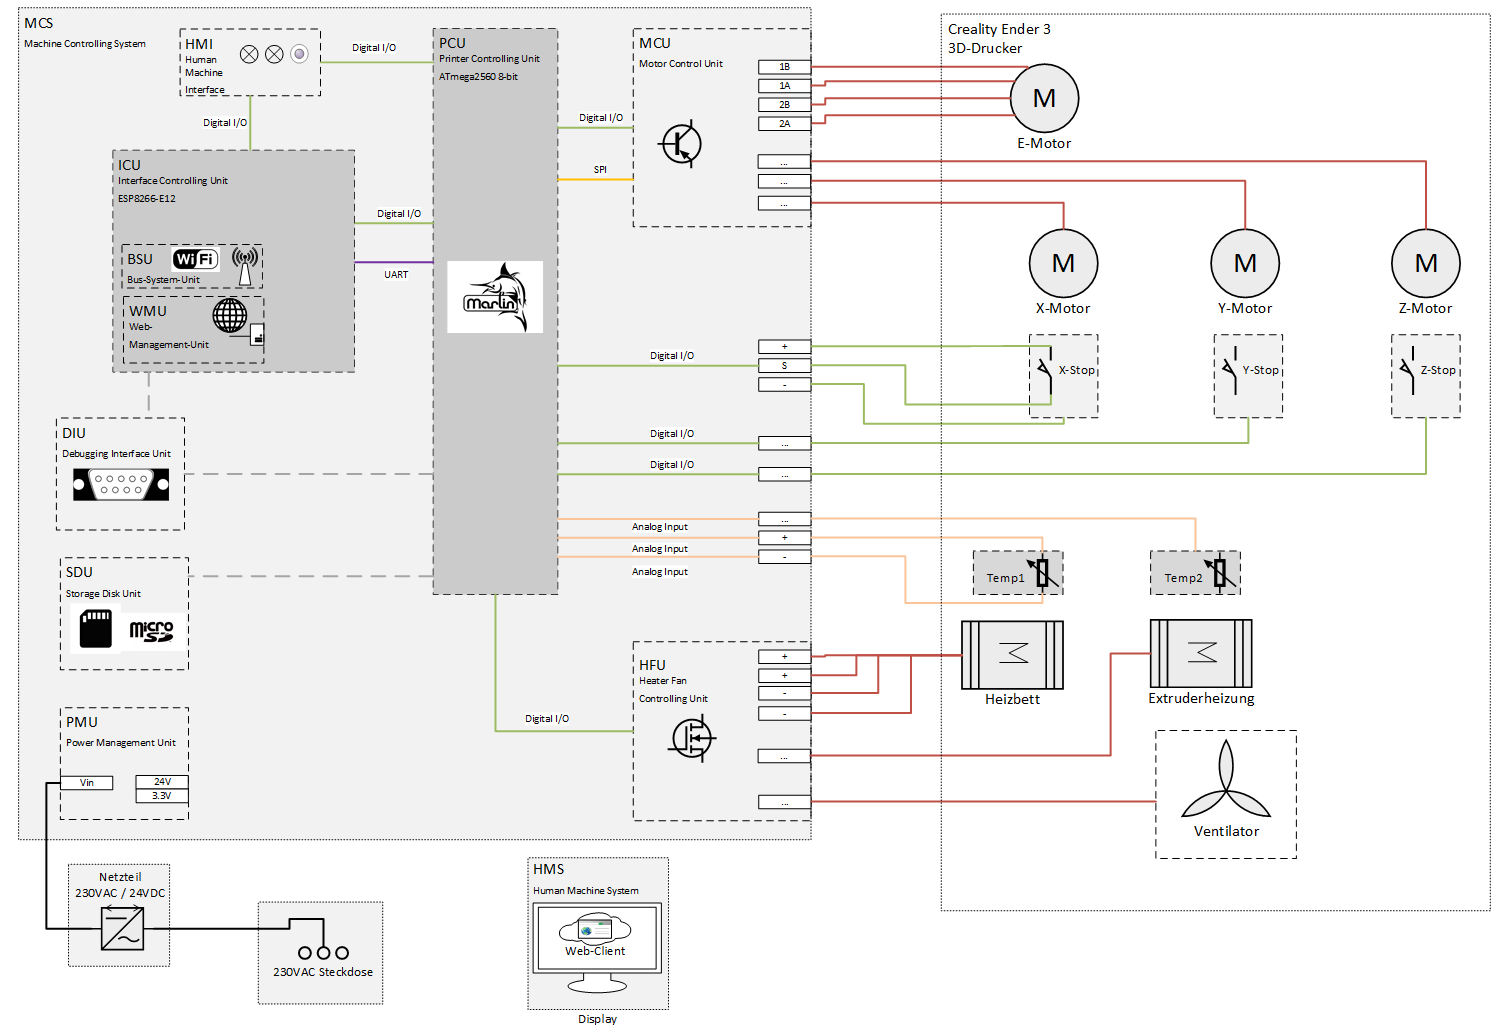 MCS
Machine Controlling System
HMI
Human
Machine
Interface
Digital I/O
Digital I/O
PCU
Printer Controlling Unit
ATmega2560 8-bit
Marlin
ICU
Interface Controlling Unit
ESP8266-E12
BSU
Wi Fi
Bus-System-Unit
WMU
Web-
Management-Unit
Digital I/O
UART
MCU
Motor Control Unit
Digital I/O
SPI
1B
1A
2B
2A
...
...
...
Creality Ender 3
3D-Drucker
M
E-Motor
M
X-Motor
M
Y-Motor
M
Z-Motor
Digital I/O
+
S
-
X-Stop
Y-Stop
Z-Stop
Digital I/O
...
Digital I/O
...
DIU
Debugging Interface Unit
Analog Input
...
Analog Input
+
Analog Input
-
Temp1
Temp2
SDU
Storage Disk Unit
micro
SD
HFU
Heater Fan
Controlling Unit
Digital I/O
+
+
-
-
...
...
Heizbett
Extruderheizung
Ventilator
PMU
Power Management Unit
Vin
24V
3.3V
Netzteil
230VAC / 24VDC
230VAC Steckdose
HMS
Human Machine System
Web-Client
Display